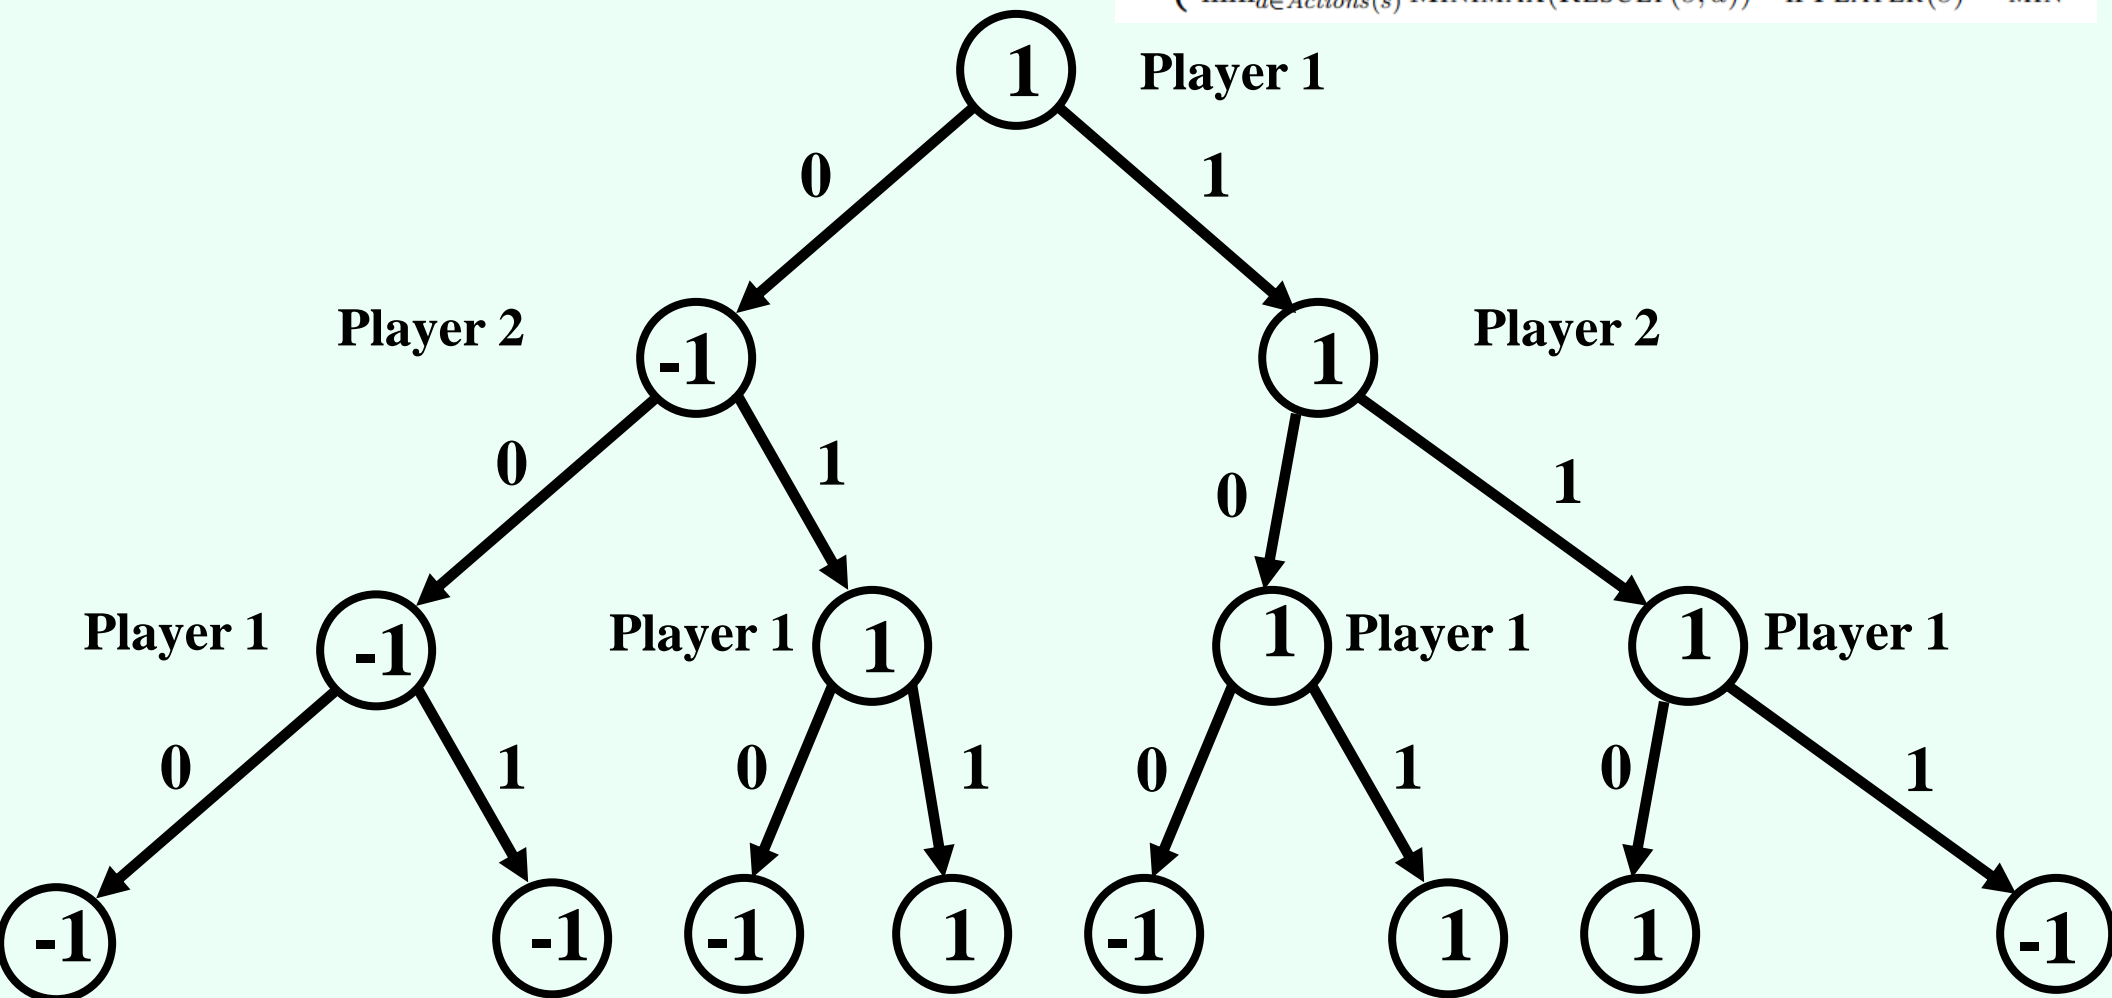 1 Player 1
0 1
Player 2 -1 1 Player 2
0 1 0 1
Player 1 -1 Player 1 1 1 Player 1 1 Player 1
0 1 0 1 0 1 0 1
-1 -1 -1 1 -1 1 1 -1